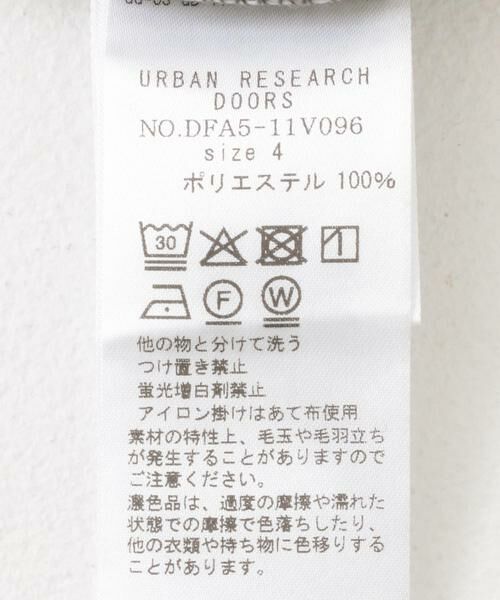 URBAN RESEARCH
DOORS
NO.DFA5-11V096
size 4
ポリエステル 100%
30
F W
他の物と分けて洗う
つけ置き禁止
蛍光増白剤禁止
アイロン掛けはあて布使用
素材の特性上、毛玉や毛羽立ち
が発生することがありますので
ご注意ください。
濃色品は、過度の摩擦や濡れた
状態での摩擦で色落ちしたり、
他の衣類や持ち物に色移りする
ことがあります。